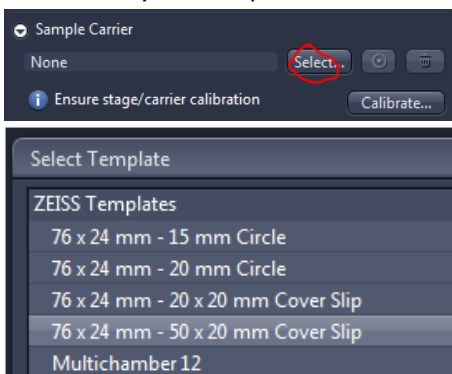 Sample Carrier
None Select...
Ensure stage/carrier calibration Calibrate...
Select Template
ZEISS Templates
76 x 24 mm - 15 mm Circle
76 x 24 mm - 20 mm Circle
76 x 24 mm - 20 x 20 mm Cover Slip
76 x 24 mm - 50 x 20 mm Cover Slip
Multichamber 12